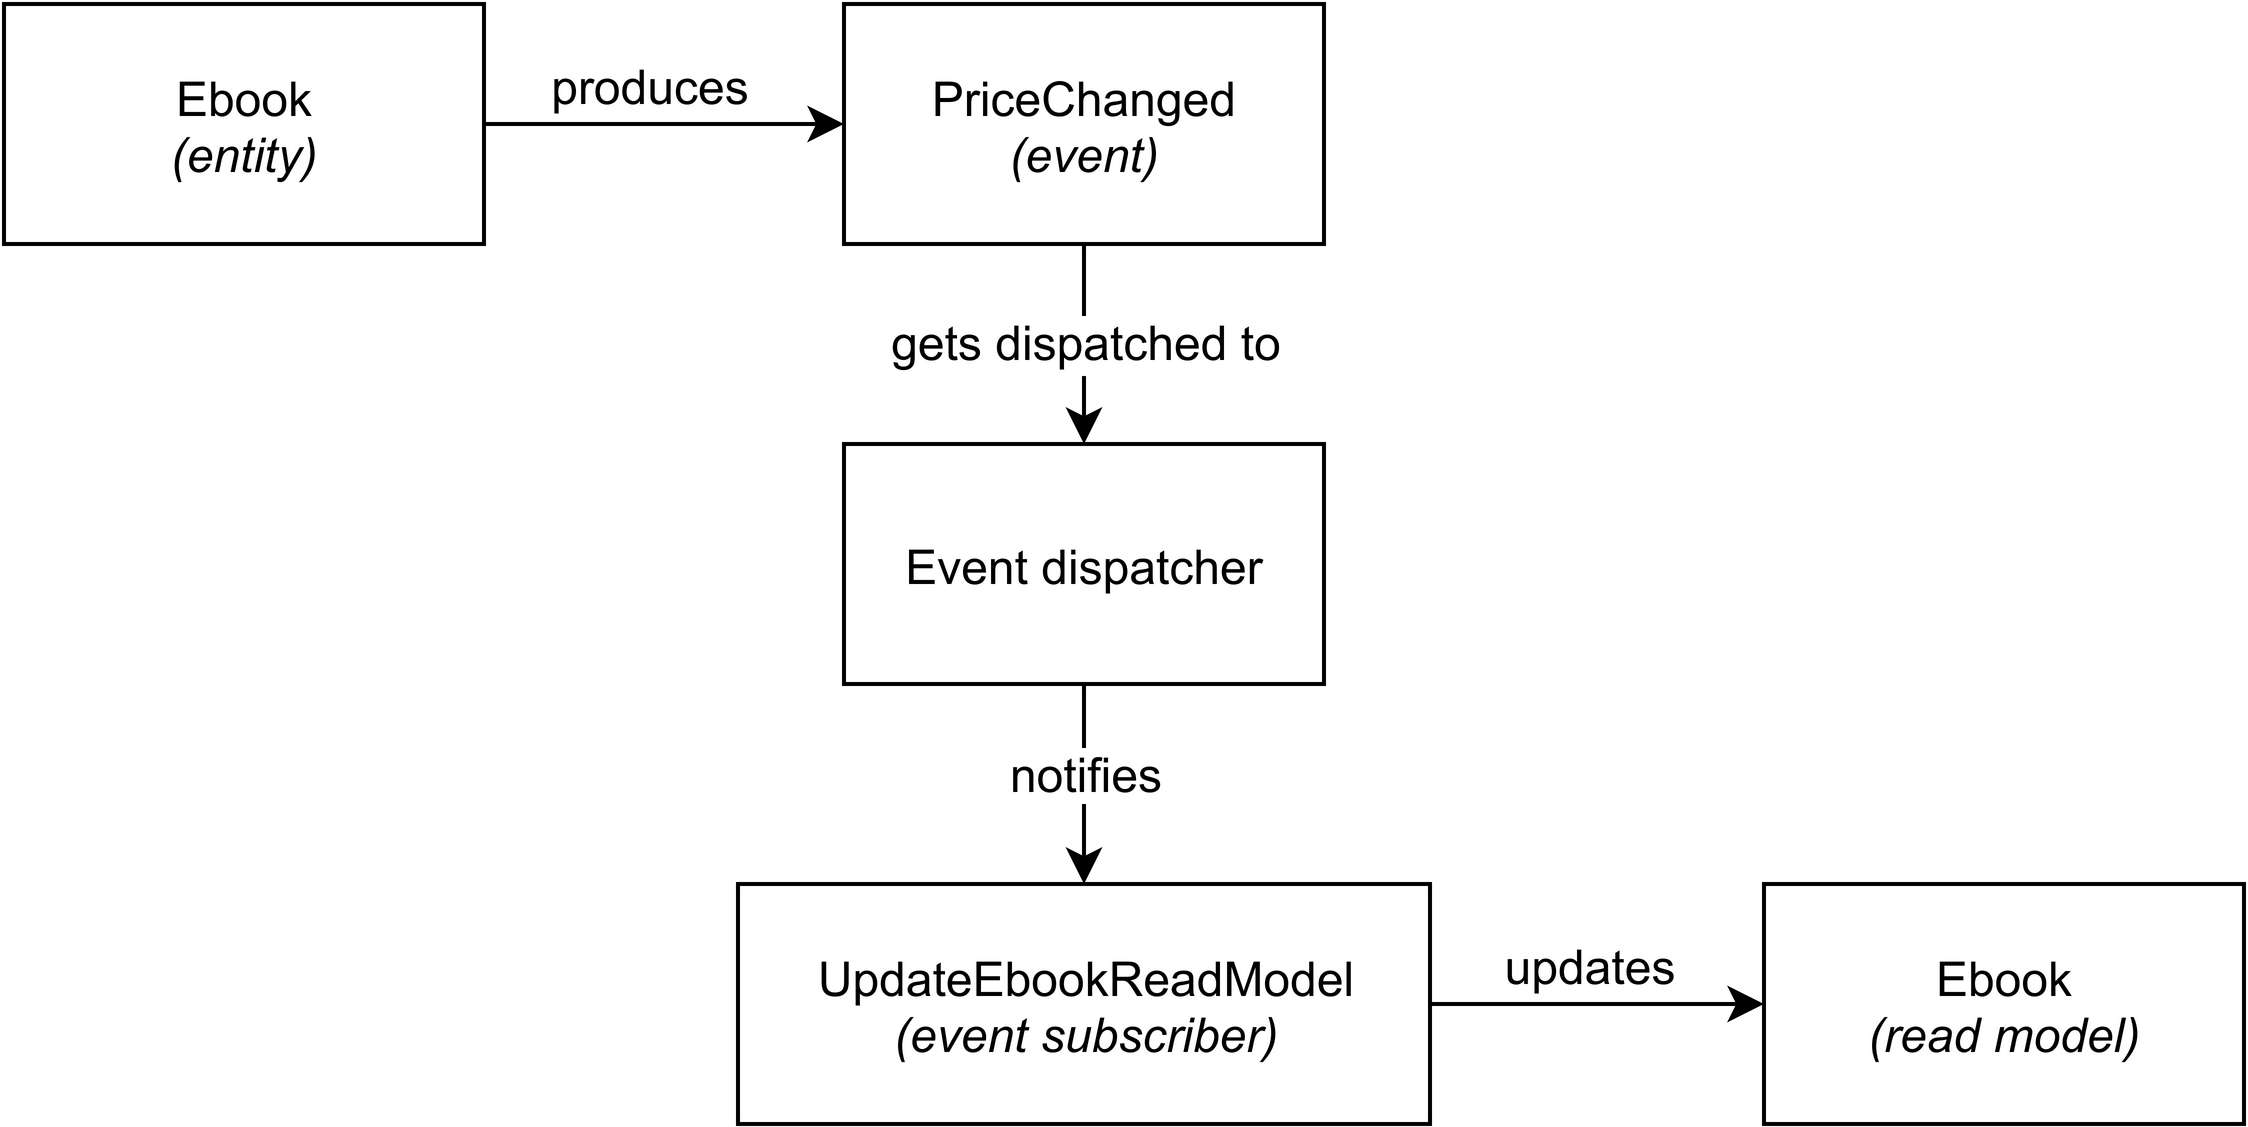 Ebook
(entity)
produces
PriceChanged
(event)
gets dispatched to
Event dispatcher
notifies
UpdateEbookReadModel
(event subscriber)
updates
Ebook
(read model)